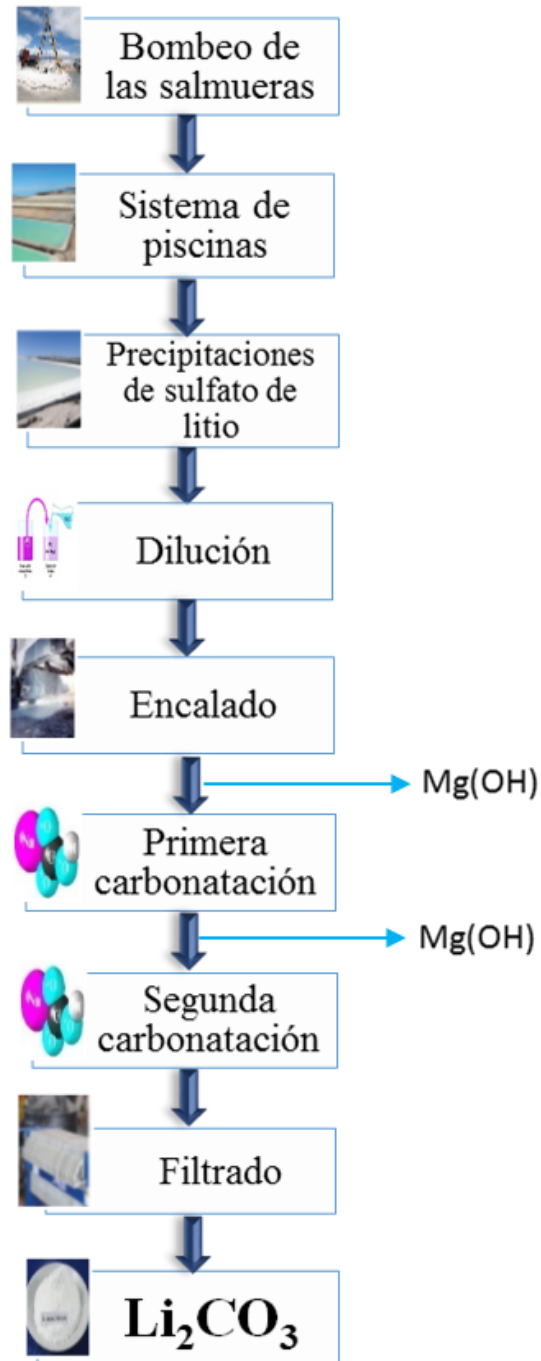 Bombeo de
las salmueras
Sistema de
piscinas
Precipitaciones
de sulfato de
litio
Dilución
Encalado
Mg(OH)
Primera
carbonatación
Mg(OH)
Segunda
carbonatación
Filtrado
Li₂CO₃